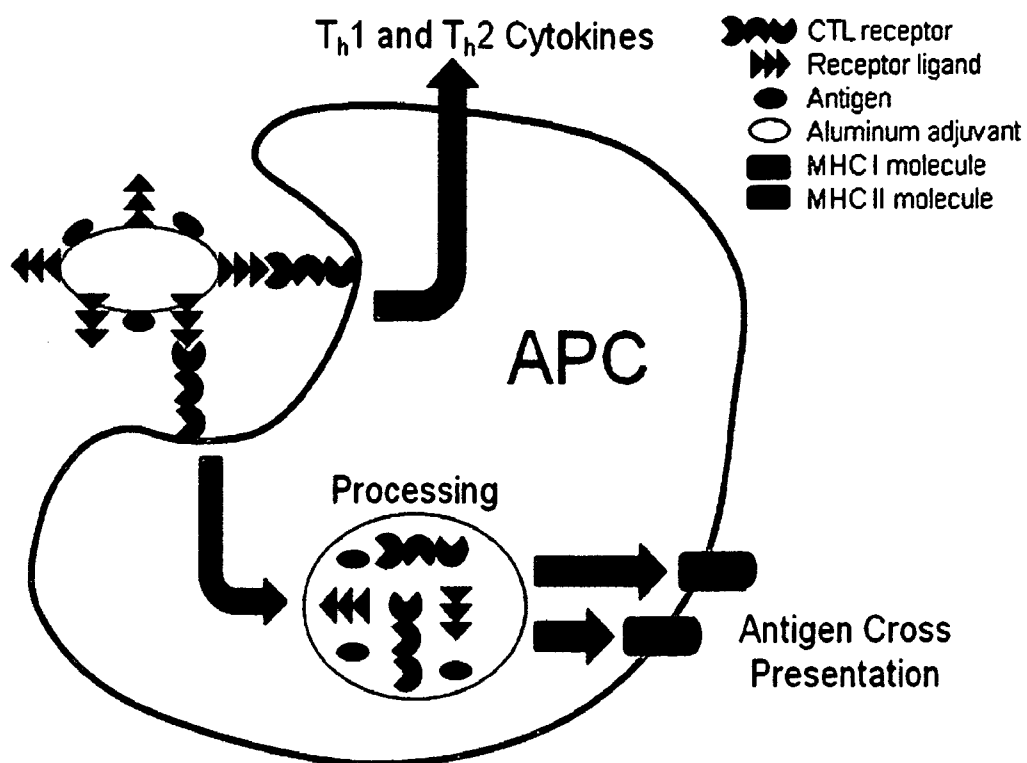 Th1 and Th2 Cytokines
CTL receptor
Receptor ligand
Antigen
Aluminum adjuvant
MHC I molecule
MHC II molecule
APC
Processing
Antigen Cross
Presentation